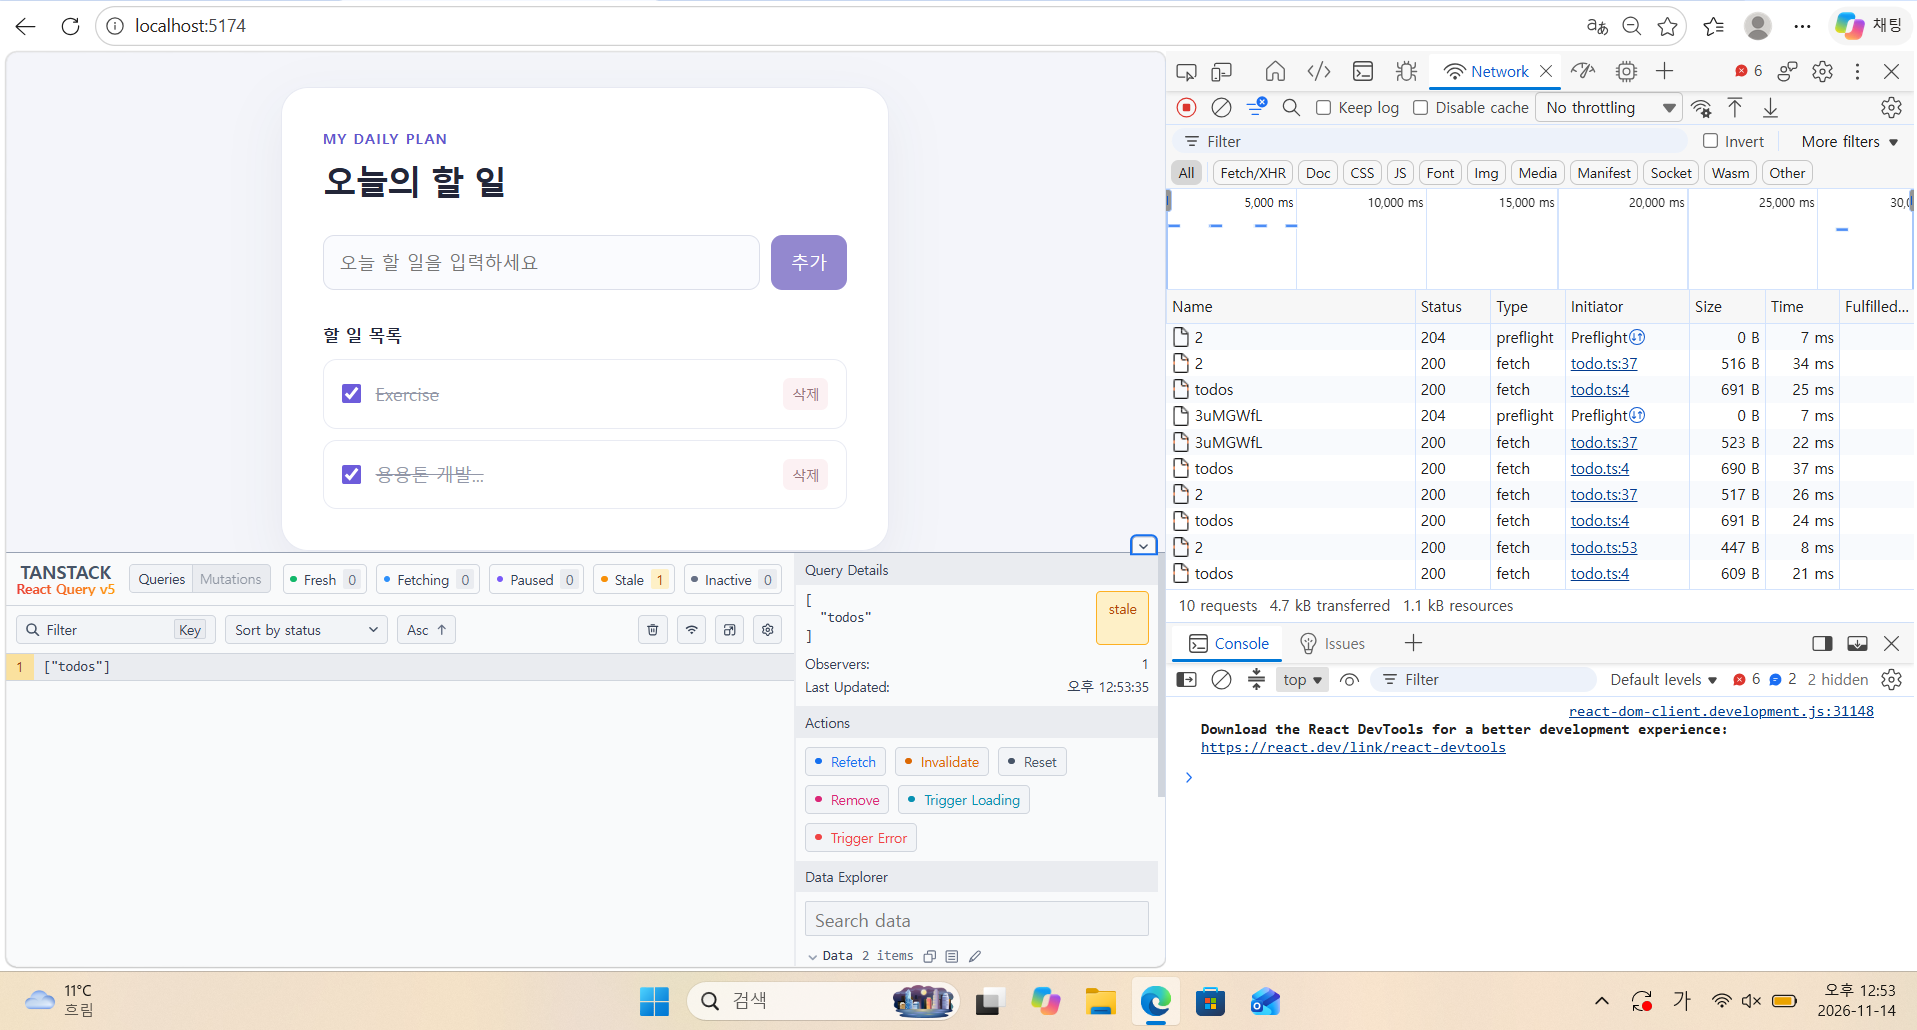 localhost:5174
채팅
MY DAILY PLAN
오늘의 할 일
오늘 할 일을 입력하세요
추가
할 일 목록
Exercise
삭제
용용톤 개발...
삭제
TANSTACK
React Query v5
Queries
Mutations
Fresh 0
Fetching 0
Paused 0
Stale 1
Inactive 0
Filter
Key
Sort by status
Asc ↑
1 ["todos"]
Query Details
[
"todos"
]
stale
Observers: 1
Last Updated: 오후 12:53:35
Actions
Refetch
Invalidate
Reset
Remove
Trigger Loading
Trigger Error
Data Explorer
Search data
Data 2 items
Network
6
Keep log
Disable cache
No throttling
Filter
Invert
More filters
All
Fetch/XHR
Doc
CSS
JS
Font
Img
Media
Manifest
Socket
Wasm
Other
5,000 ms
10,000 ms
15,000 ms
20,000 ms
25,000 ms
30,0
Name Status Type Initiator Size Time Fulfilled...
2 204 preflight Preflight 0 B 7 ms
2 200 fetch todo.ts:37 516 B 34 ms
todos 200 fetch todo.ts:4 691 B 25 ms
3uMGWfL 204 preflight Preflight 0 B 7 ms
3uMGWfL 200 fetch todo.ts:37 523 B 22 ms
todos 200 fetch todo.ts:4 690 B 37 ms
2 200 fetch todo.ts:37 517 B 26 ms
todos 200 fetch todo.ts:4 691 B 24 ms
2 200 fetch todo.ts:53 447 B 8 ms
todos 200 fetch todo.ts:4 609 B 21 ms
10 requests 4.7 kB transferred 1.1 kB resources
Console
Issues
top
Filter
Default levels
6
2
2 hidden
react-dom-client.development.js:31148
Download the React DevTools for a better development experience:
https://react.dev/link/react-devtools
11°C
흐림
검색
가
오후 12:53
2026-11-14